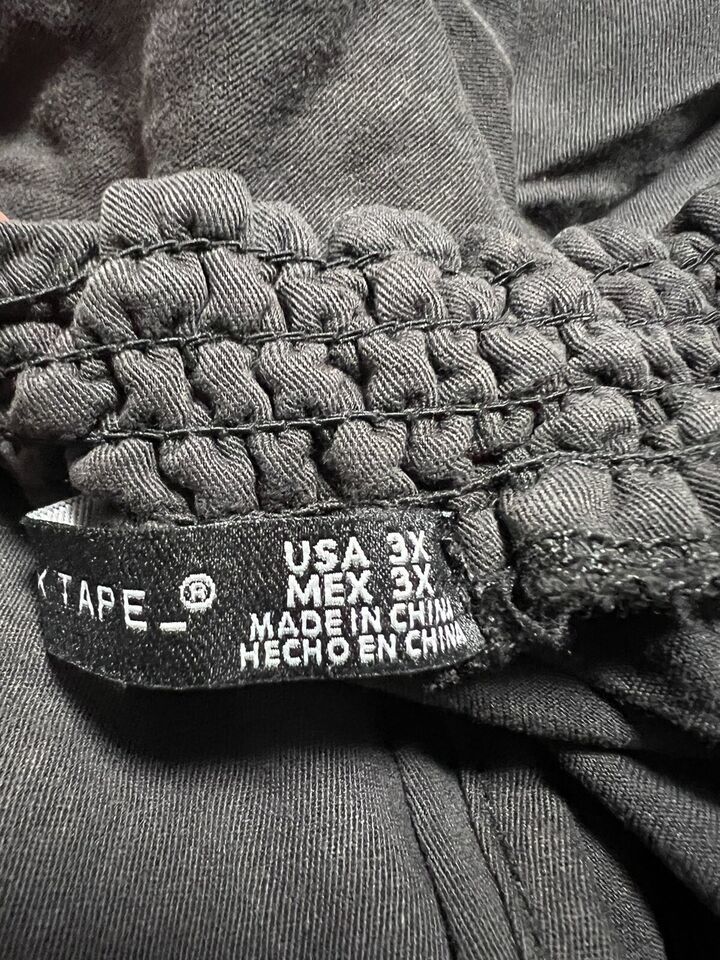 TAPE_®
USA 3X
MEX 3X
MADE IN CHINA
HECHO EN CHINA